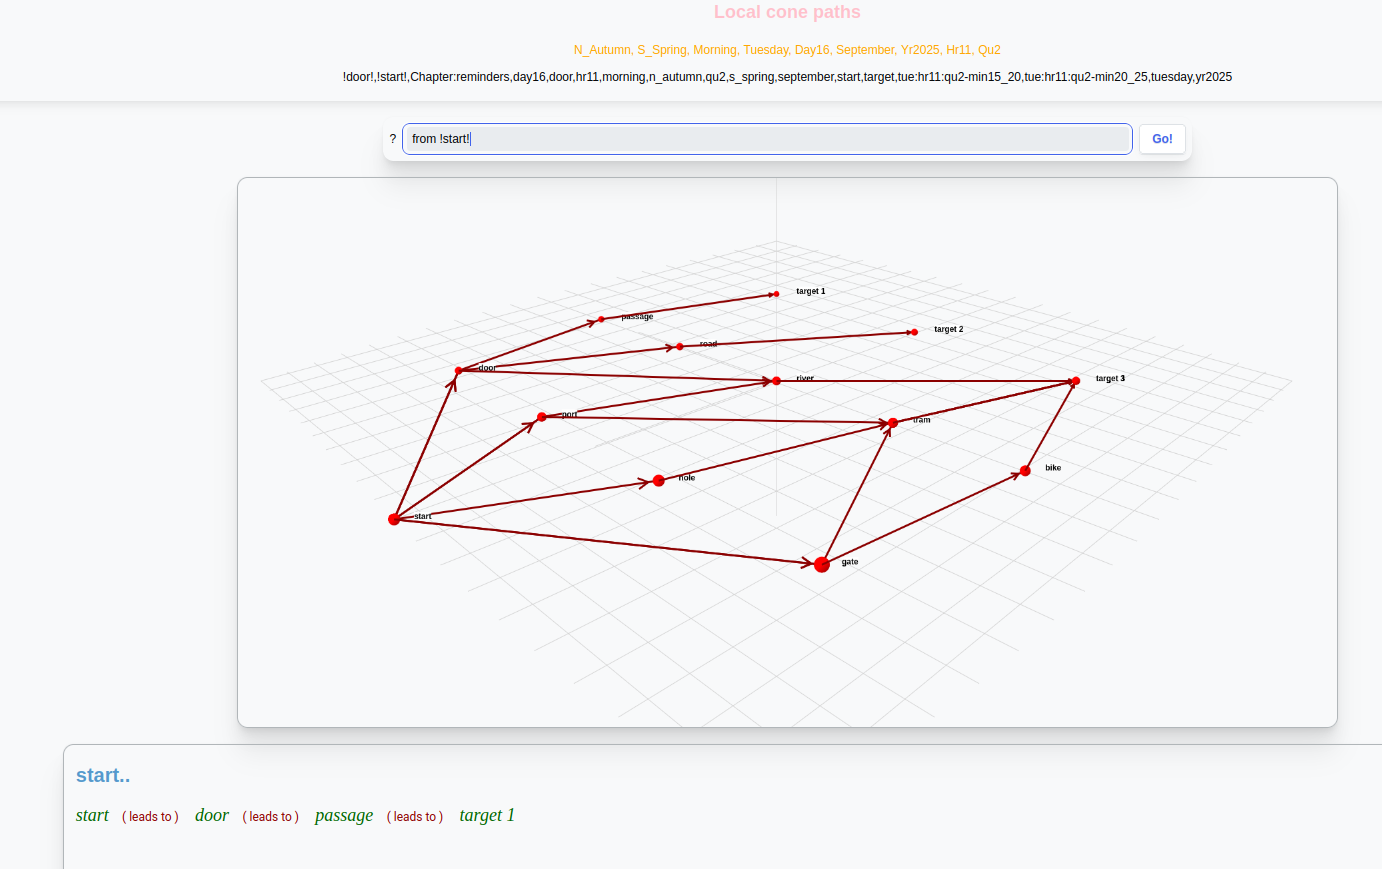 Local cone paths
N_Autumn, S_Spring, Morning, Tuesday, Day16, September, Yr2025, Hr11, Qu2
!door!,!start!,Chapter:reminders,day16,door,hr11,morning,n_autumn,qu2,s_spring,september,start,target,tue:hr11:qu2-min15_20,tue:hr11:qu2-min20_25,tuesday,yr2025
? from !start! Go!
target 1
passage
target 2
road
door
river
target 3
port
tram
bike
hole
start
gate
start..
start (leads to) door (leads to) passage (leads to) target 1